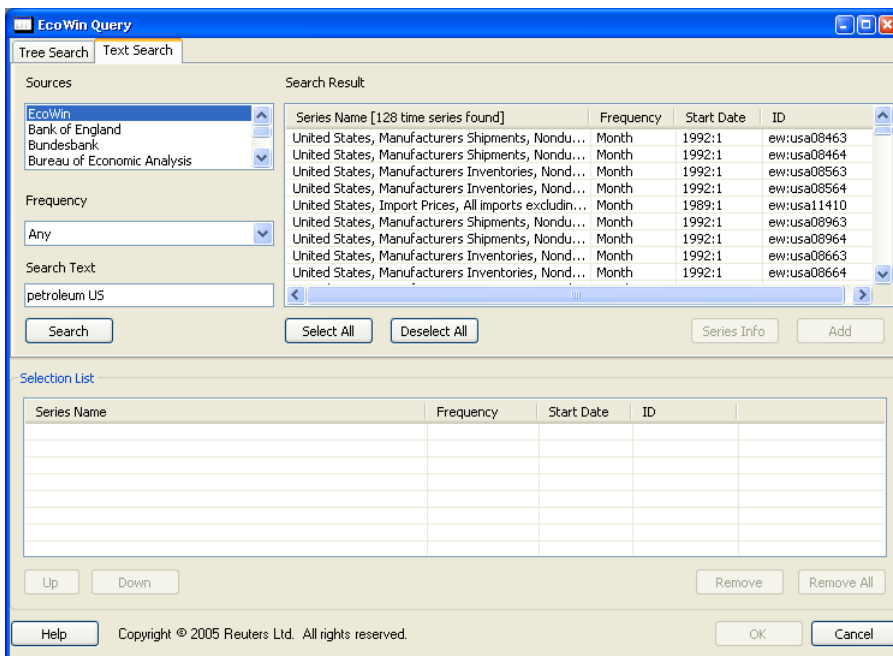 EcoWin Query
Tree Search Text Search
Sources
EcoWin
Bank of England
Bundesbank
Bureau of Economic Analysis
Frequency
Any
Search Text
petroleum US
Search
Search Result
Series Name [128 time series found] Frequency Start Date ID
United States, Manufacturers Shipments, Nondu... Month 1992:1 ew:usa08463
United States, Manufacturers Shipments, Nondu... Month 1992:1 ew:usa08464
United States, Manufacturers Inventories, Nond... Month 1992:1 ew:usa08563
United States, Manufacturers Inventories, Nond... Month 1992:1 ew:usa08564
United States, Import Prices, All imports excludin... Month 1989:1 ew:usa11410
United States, Manufacturers Shipments, Nondu... Month 1992:1 ew:usa08963
United States, Manufacturers Shipments, Nondu... Month 1992:1 ew:usa08964
United States, Manufacturers Inventories, Nond... Month 1992:1 ew:usa08663
United States, Manufacturers Inventories, Nond... Month 1992:1 ew:usa08664
Select All Deselect All Series Info Add
Selection List
Series Name Frequency Start Date ID
Up Down Remove Remove All
Help Copyright © 2005 Reuters Ltd. All rights reserved. OK Cancel